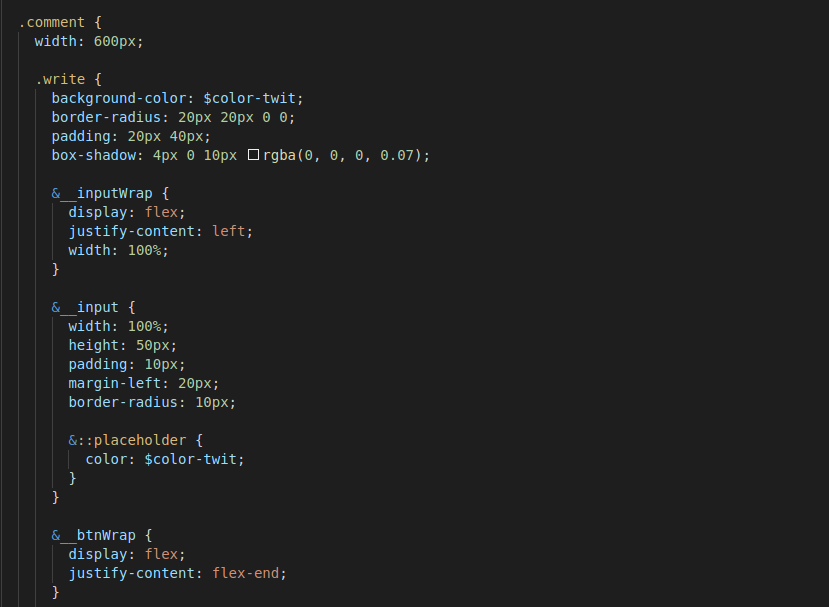 .comment {
width: 600px;
.write {
background-color: $color-twit;
border-radius: 20px 20px 0 0;
padding: 20px 40px;
box-shadow: 4px 0 10px rgba(0, 0, 0, 0.07);
&__inputWrap {
display: flex;
justify-content: left;
width: 100%;
}
&__input {
width: 100%;
height: 50px;
padding: 10px;
margin-left: 20px;
border-radius: 10px;
&::placeholder {
color: $color-twit;
}
}
&__btnWrap {
display: flex;
justify-content: flex-end;
}